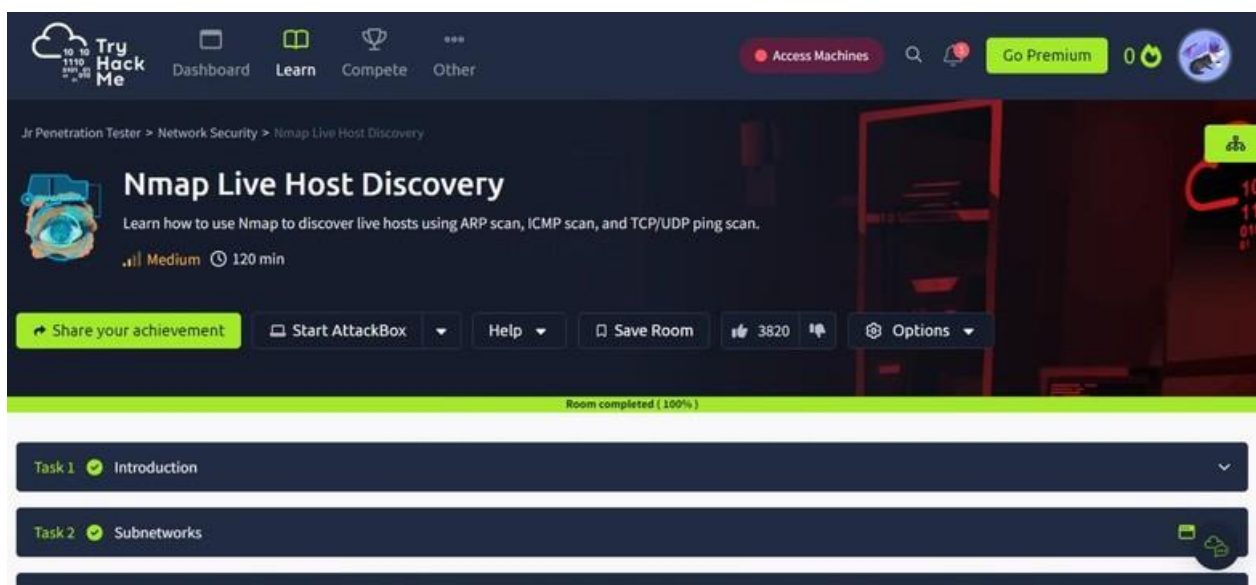 Try Hack Me
Dashboard Learn Compete Other
Access Machines Go Premium 0
Jr Penetration Tester > Network Security > Nmap Live Host Discovery
Nmap Live Host Discovery
Learn how to use Nmap to discover live hosts using ARP scan, ICMP scan, and TCP/UDP ping scan.
Medium 120 min
Share your achievement Start AttackBox Help Save Room 3820 Options
Room completed ( 100% )
Task 1 Introduction
Task 2 Subnetworks